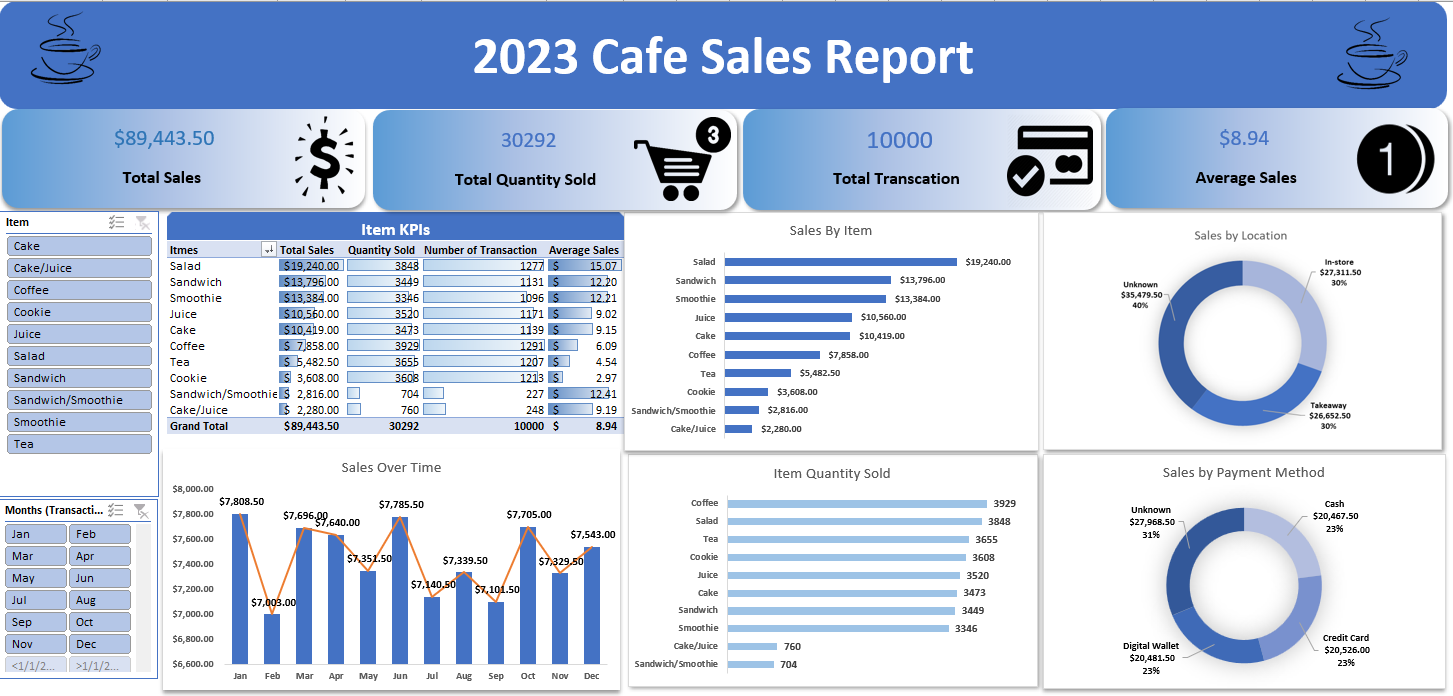 2023 Cafe Sales Report
$89,443.50
Total Sales
30292
Total Quantity Sold
3
10000
Total Transcation
$8.94
Average Sales
1
Item
Cake
Cake/Juice
Coffee
Cookie
Juice
Salad
Sandwich
Sandwich/Smoothie
Smoothie
Tea
Months (Transacti...
Jan Feb
Mar Apr
May Jun
Jul Aug
Sep Oct
Nov Dec
<1/1/2... >1/1/2...
Item KPIs
Itmes Total Sales Quantity Sold Number of Transaction Average Sales
Salad $19,240.00 3848 1277 $ 15.07
Sandwich $13,796.00 3449 1131 $ 12.20
Smoothie $13,384.00 3346 1096 $ 12.21
Juice $10,560.00 3520 1171 $ 9.02
Cake $10,419.00 3473 1139 $ 9.15
Coffee $ 7,858.00 3929 1291 $ 6.09
Tea $ 5,482.50 3655 1207 $ 4.54
Cookie $ 3,608.00 3608 1213 $ 2.97
Sandwich/Smoothie $ 2,816.00 704 227 $ 12.41
Cake/Juice $ 2,280.00 760 248 $ 9.19
Grand Total $89,443.50 30292 10000 $ 8.94
Sales By Item
Salad $19,240.00
Sandwich $13,796.00
Smoothie $13,384.00
Juice $10,560.00
Cake $10,419.00
Coffee $7,858.00
Tea $5,482.50
Cookie $3,608.00
Sandwich/Smoothie $2,816.00
Cake/Juice $2,280.00
Sales by Location
In-store
$27,311.50
30%
Unknown
$35,479.50
40%
Takeaway
$26,652.50
30%
Sales Over Time
$8,000.00
$7,800.00
$7,600.00
$7,400.00
$7,200.00
$7,000.00
$6,800.00
$6,600.00
$7,808.50
$7,003.00
$7,696.00
$7,640.00
$7,351.50
$7,785.50
$7,140.50
$7,339.50
$7,101.50
$7,705.00
$7,329.50
$7,543.00
Jan Feb Mar Apr May Jun Jul Aug Sep Oct Nov Dec
Item Quantity Sold
Coffee 3929
Salad 3848
Tea 3655
Cookie 3608
Juice 3520
Cake 3473
Sandwich 3449
Smoothie 3346
Cake/Juice 760
Sandwich/Smoothie 704
Sales by Payment Method
Cash
$20,467.50
23%
Unknown
$27,968.50
31%
Credit Card
$20,526.00
23%
Digital Wallet
$20,481.50
23%